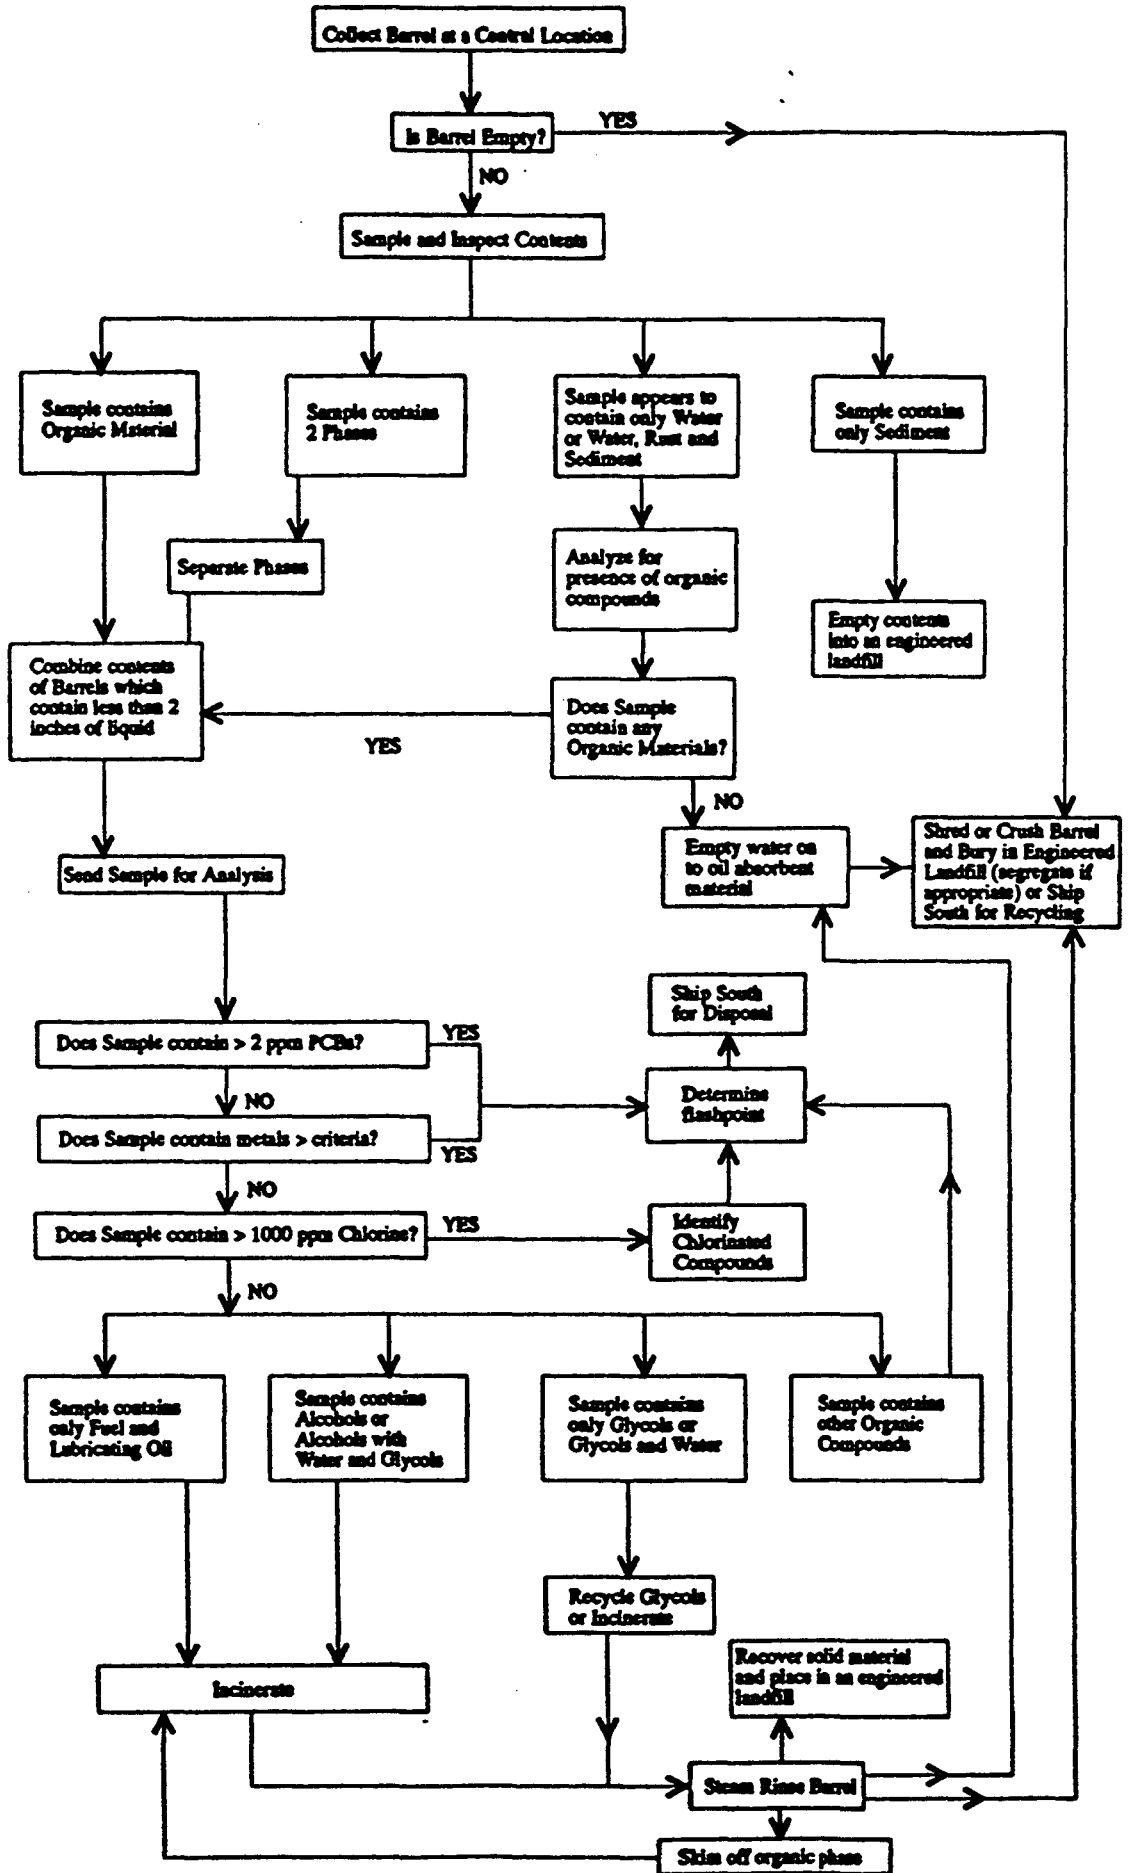 Collect Barrel at a Central Location
Is Barrel Empty?
YES
NO
Sample and Inspect Contents
Sample contains
Organic Material
Sample contains
2 Phases
Sample appears to
contain only Water
or Water, Rust and
Sediment
Sample contains
only Sediment
Separate Phases
Analyze for
presence of organic
compounds
Empty contents
into an engineered
landfill
Combine contents
of Barrels which
contain less than 2
inches of liquid
Does Sample
contain any
Organic Materials?
YES
NO
Send Sample for Analysis
Empty water on
to oil absorbent
material
Shred or Crush Barrel
and Bury in Engineered
Landfill (segregate if
appropriate) or Ship
South for Recycling
Ship South
for Disposal
Does Sample contain > 2 ppm PCBs?
YES
NO
Determine
flashpoint
Does Sample contain metals > criteria?
YES
NO
Does Sample contain > 1000 ppm Chlorine?
YES
Identify
Chlorinated
Compounds
NO
Sample contains
only Fuel and
Lubricating Oil
Sample contains
Alcohols or
Alcohols with
Water and Glycols
Sample contains
only Glycols or
Glycols and Water
Sample contains
other Organic
Compounds
Recycle Glycols
or Incinerate
Incinerate
Recover solid material
and place in an engineered
landfill
Steam Rinse Barrel
Skim off organic phase